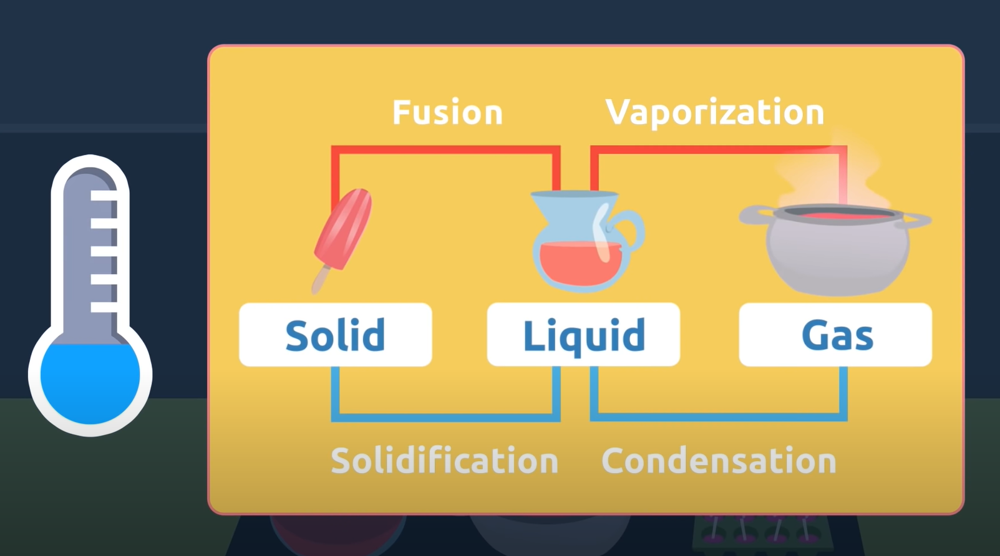 Fusion
Vaporization
Solid
Liquid
Gas
Solidification
Condensation